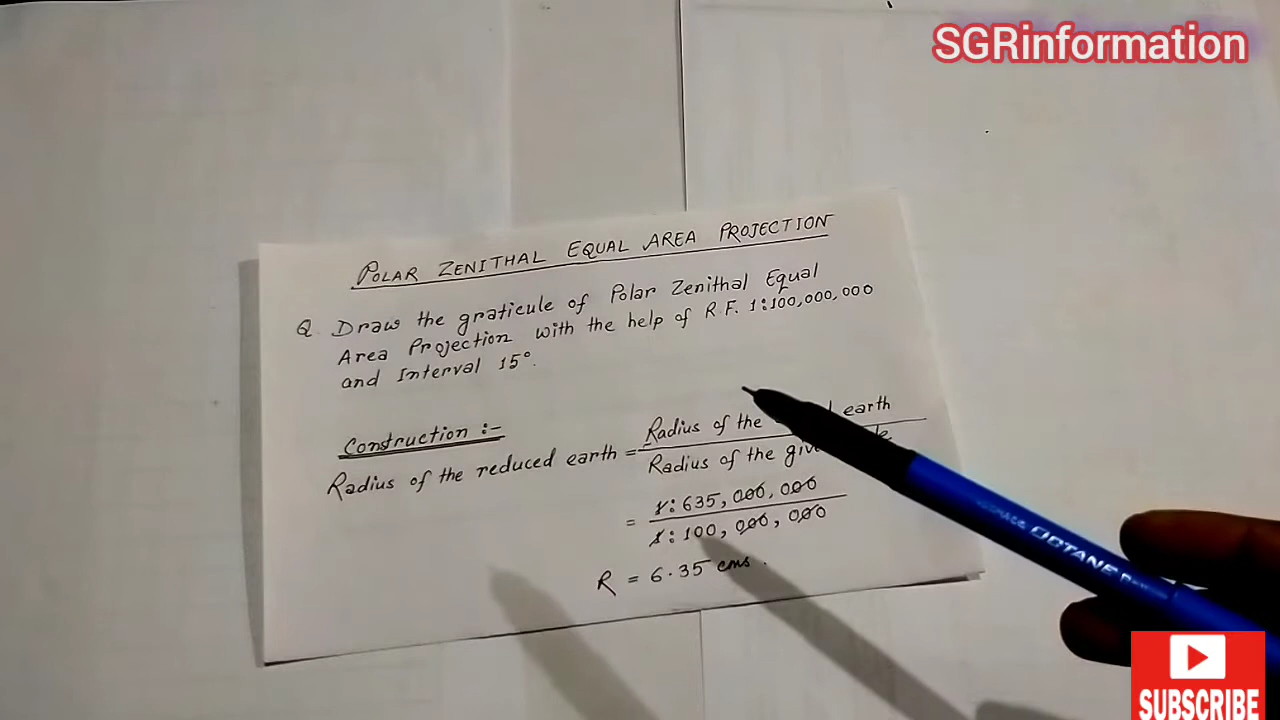 SGRinformation
POLAR ZENITHAL EQUAL AREA PROJECTION
Q. Draw the graticule of Polar Zenithal Equal
Area Projection with the help of R.F. 1:100,000,000
and Interval 15°.
Construction :-
Radius of the reduced earth = Radius of the earth
Radius of the
= 1:635,000,000
1:100,000,000
R = 6.35 cms.
OCTANE
SUBSCRIBE